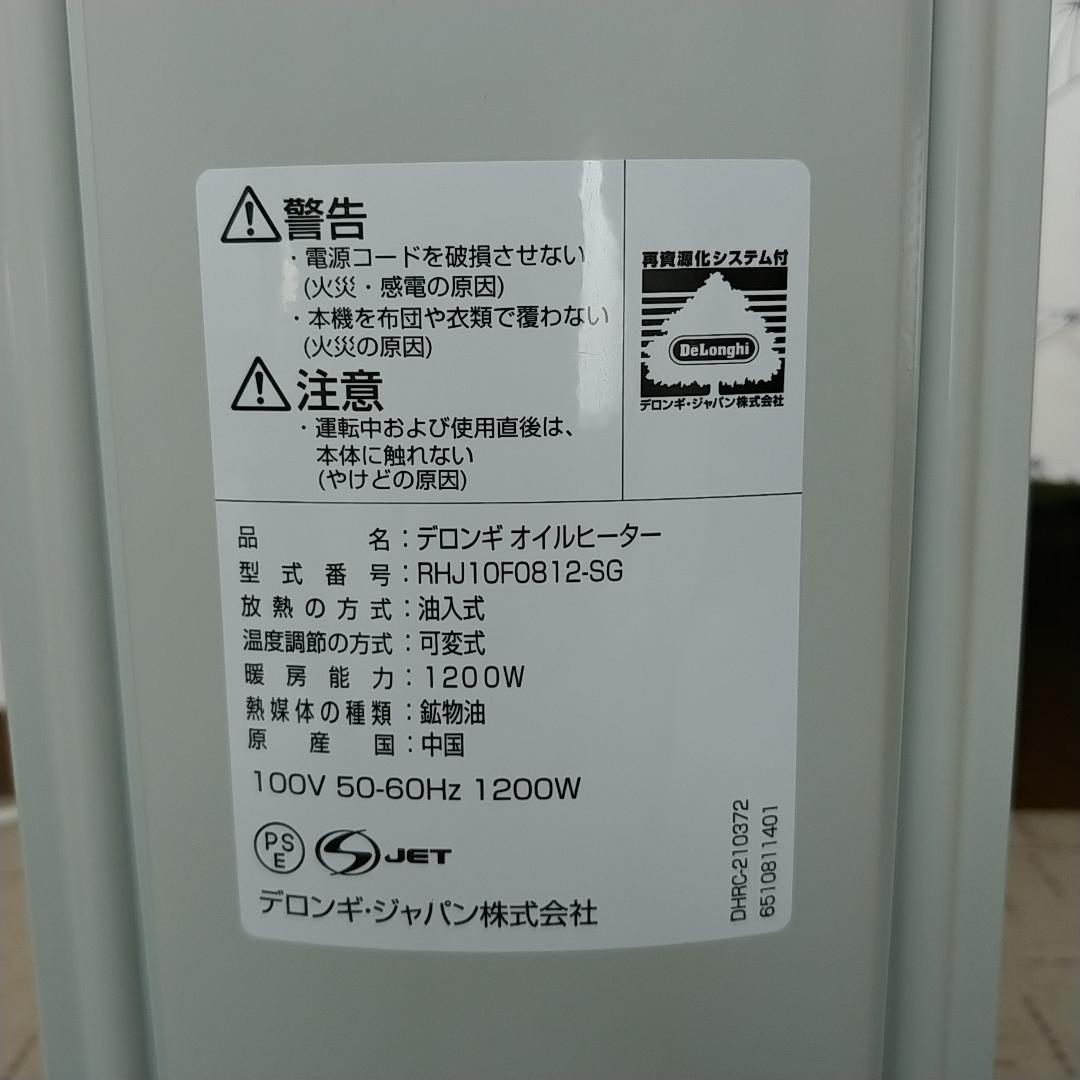 警告
・電源コードを破損させない
(火災・感電の原因)
・本機を布団や衣類で覆わない
(火災の原因)
注意
・運転中および使用直後は、
本体に触れない
(やけどの原因)
再資源化システム付
DeLonghi
デロンギ・ジャパン株式会社
品名：デロンギ オイルヒーター
型式番号：RHJ10F0812-SG
放熱の方式：油入式
温度調節の方式：可変式
暖房能力：1200W
熱媒体の種類：鉱物油
原産国：中国
100V 50-60Hz 1200W
PSE JET
デロンギ・ジャパン株式会社
DHRC-210372
6510811401